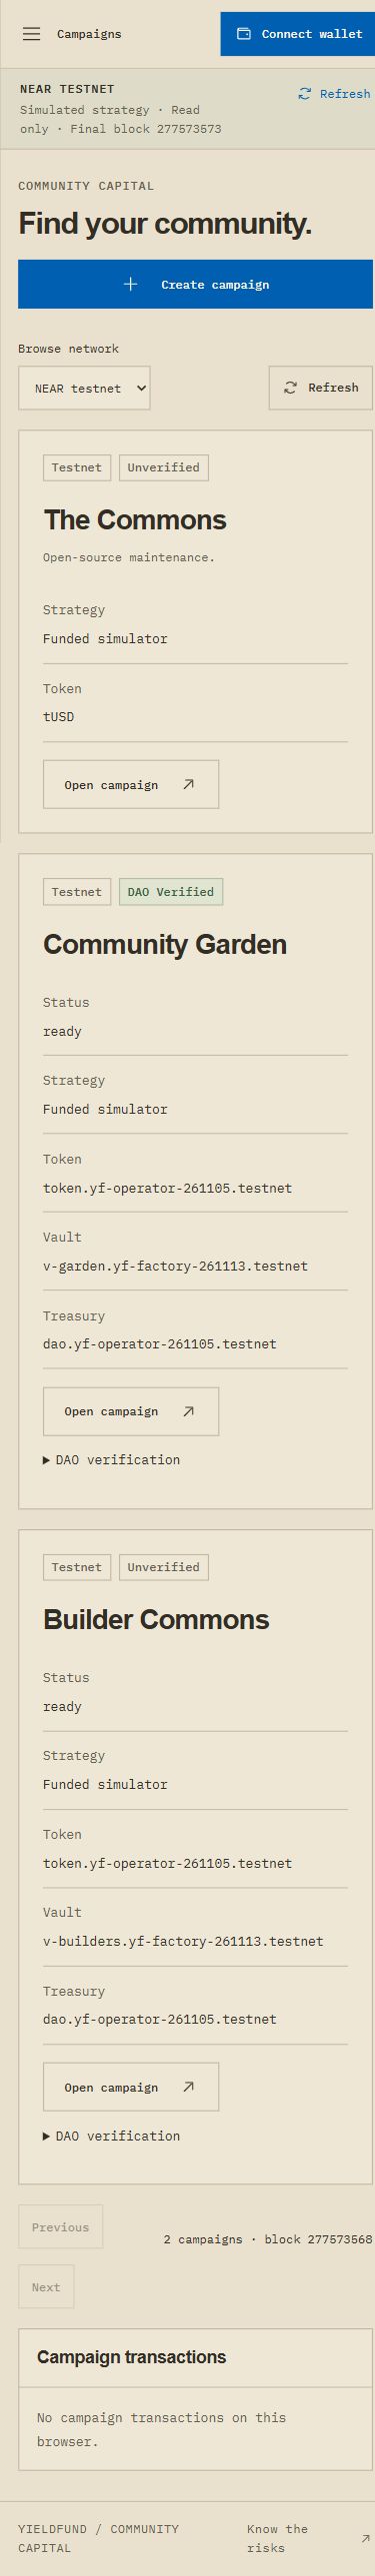 Campaigns
Connect wallet
NEAR TESTNET
Simulated strategy · Read
only · Final block 277573573
Refresh
COMMUNITY CAPITAL
Find your community.
Create campaign
Browse network
NEAR testnet
Refresh
Testnet
Unverified
The Commons
Open-source maintenance.
Strategy
Funded simulator
Token
tUSD
Open campaign
Testnet
DAO Verified
Community Garden
Status
ready
Strategy
Funded simulator
Token
token.yf-operator-261105.testnet
Vault
v-garden.yf-factory-261113.testnet
Treasury
dao.yf-operator-261105.testnet
Open campaign
DAO verification
Testnet
Unverified
Builder Commons
Status
ready
Strategy
Funded simulator
Token
token.yf-operator-261105.testnet
Vault
v-builders.yf-factory-261113.testnet
Treasury
dao.yf-operator-261105.testnet
Open campaign
DAO verification
Previous
2 campaigns · block 277573568
Next
Campaign transactions
No campaign transactions on this
browser.
YIELDFUND / COMMUNITY
CAPITAL
Know the
risks